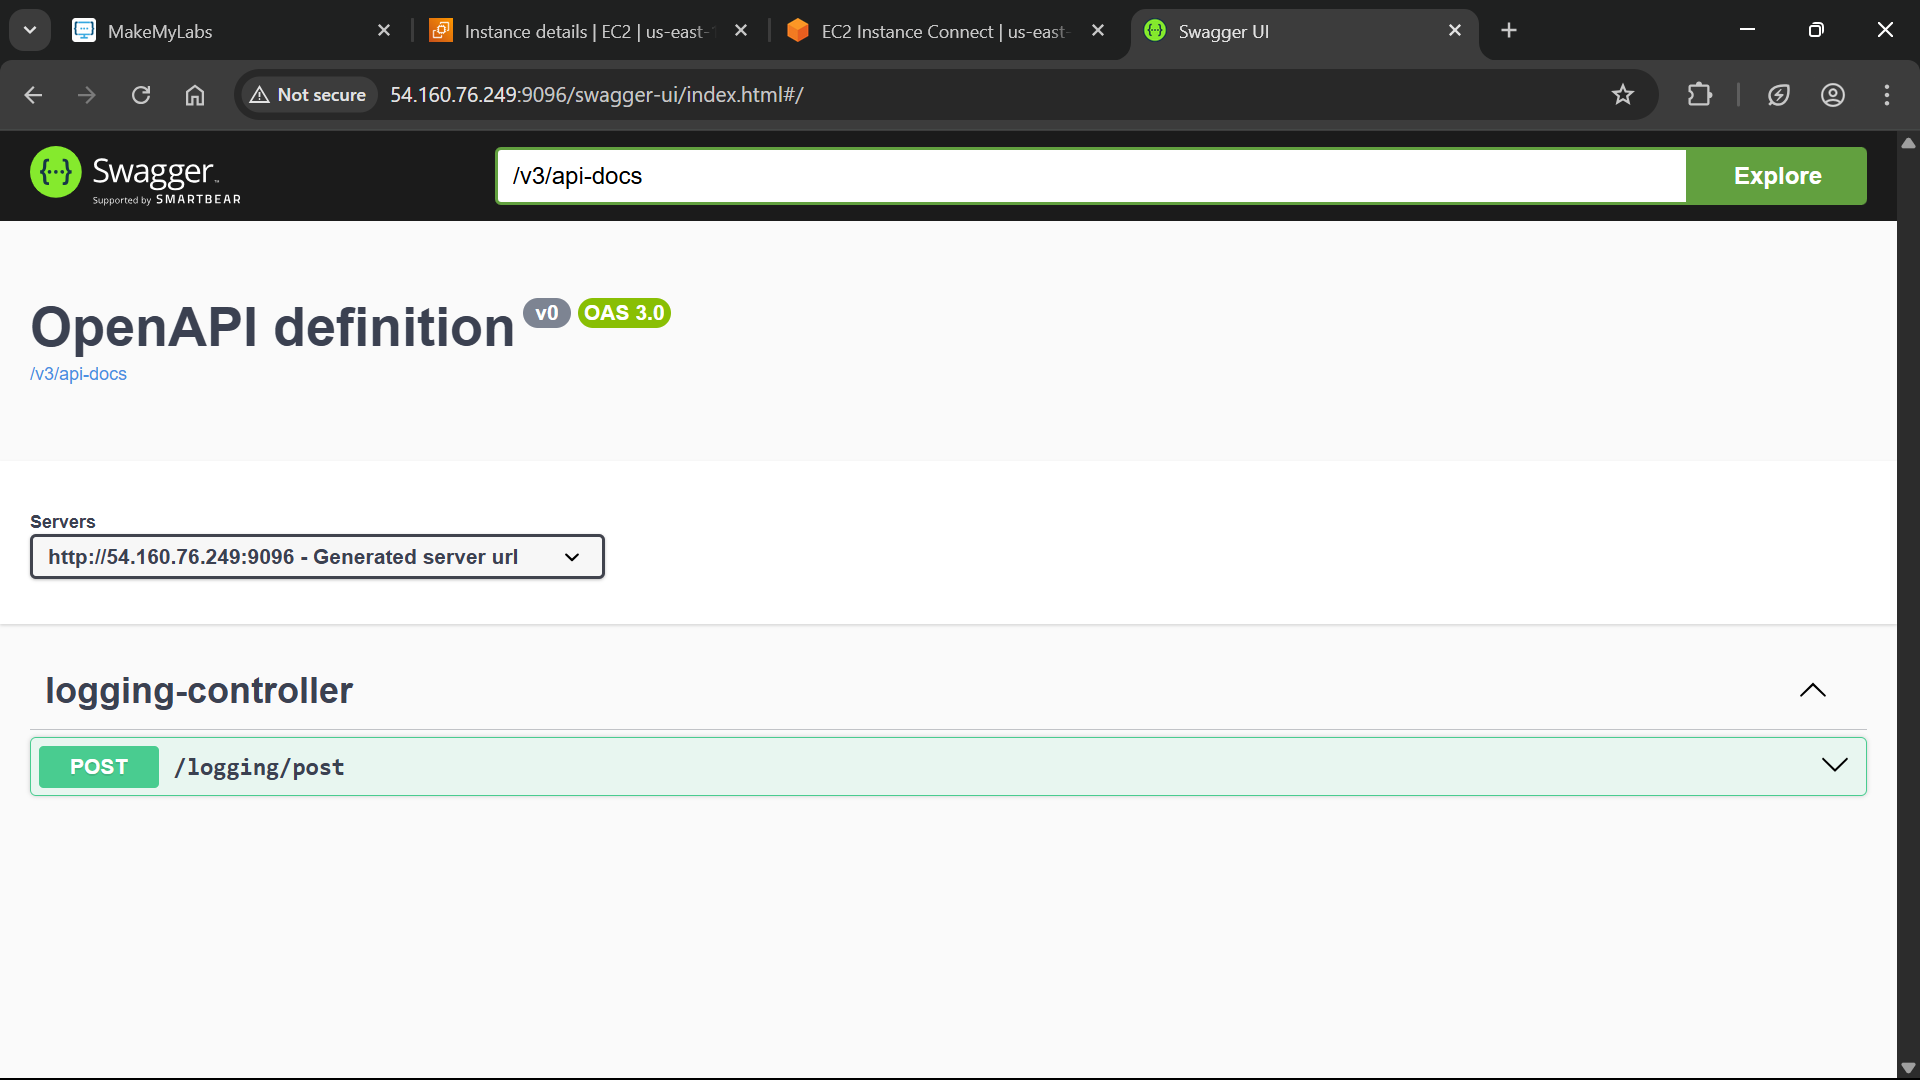 MakeMyLabs
Instance details | EC2 | us-east-1
EC2 Instance Connect | us-east-
Swagger UI
Not secure
54.160.76.249:9096/swagger-ui/index.html#/
Swagger
Supported by SMARTBEAR
/v3/api-docs
Explore
OpenAPI definition v0 OAS 3.0
/v3/api-docs
Servers
http://54.160.76.249:9096 - Generated server url
logging-controller
POST /logging/post